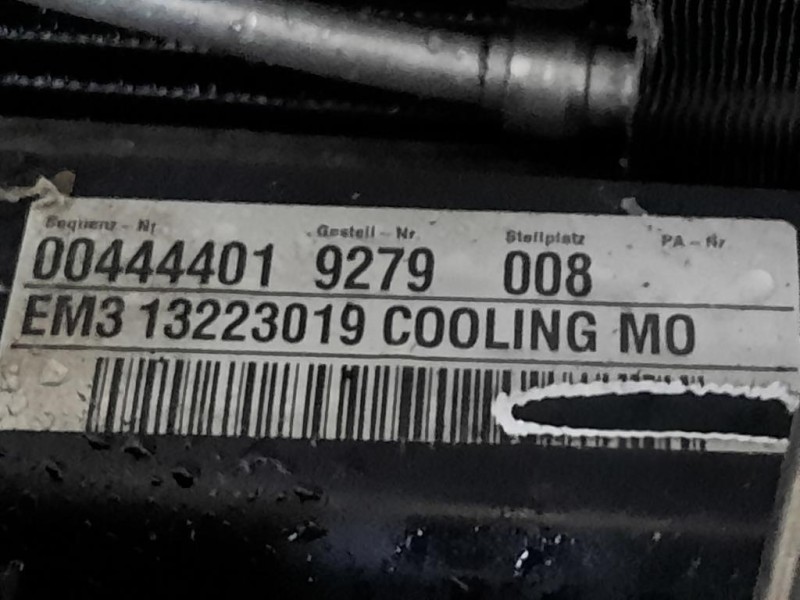 Sequenz-Nr Gestell-Nr Stellplatz PA-Nr
00444401 9279 008
EM3 13223019 COOLING MO